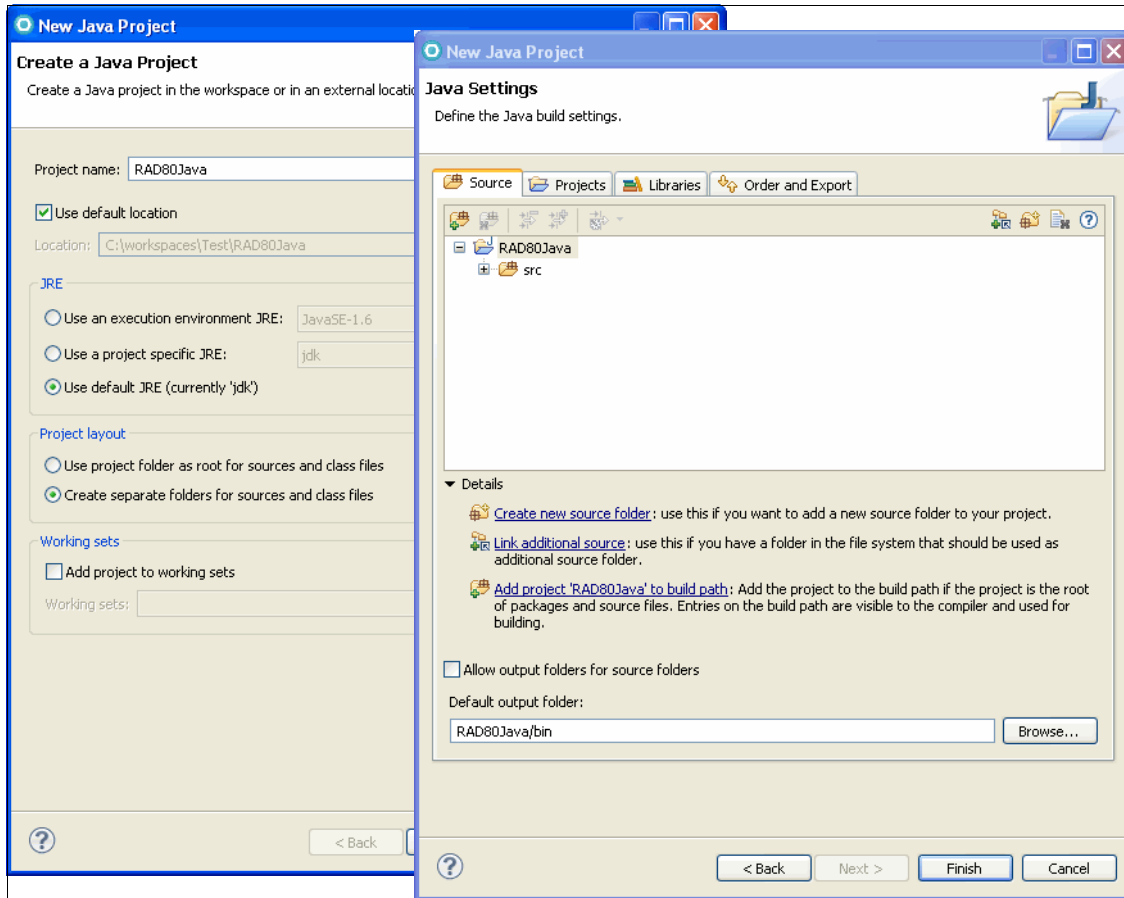 New Java Project
Create a Java Project
Create a Java project in the workspace or in an external locatio
Project name: RAD80Java
Use default location
Location: C:\workspaces\Test\RAD80Java
JRE
Use an execution environment JRE: JavaSE-1.6
Use a project specific JRE: jdk
Use default JRE (currently 'jdk')
Project layout
Use project folder as root for sources and class files
Create separate folders for sources and class files
Working sets
Add project to working sets
Working sets:
< Back
New Java Project
Java Settings
Define the Java build settings.
Source Projects Libraries Order and Export
RAD80Java
src
Details
Create new source folder: use this if you want to add a new source folder to your project.
Link additional source: use this if you have a folder in the file system that should be used as
additional source folder.
Add project 'RAD80Java' to build path: Add the project to the build path if the project is the root
of packages and source files. Entries on the build path are visible to the compiler and used for
building.
Allow output folders for source folders
Default output folder:
RAD80Java/bin Browse...
< Back Next > Finish Cancel